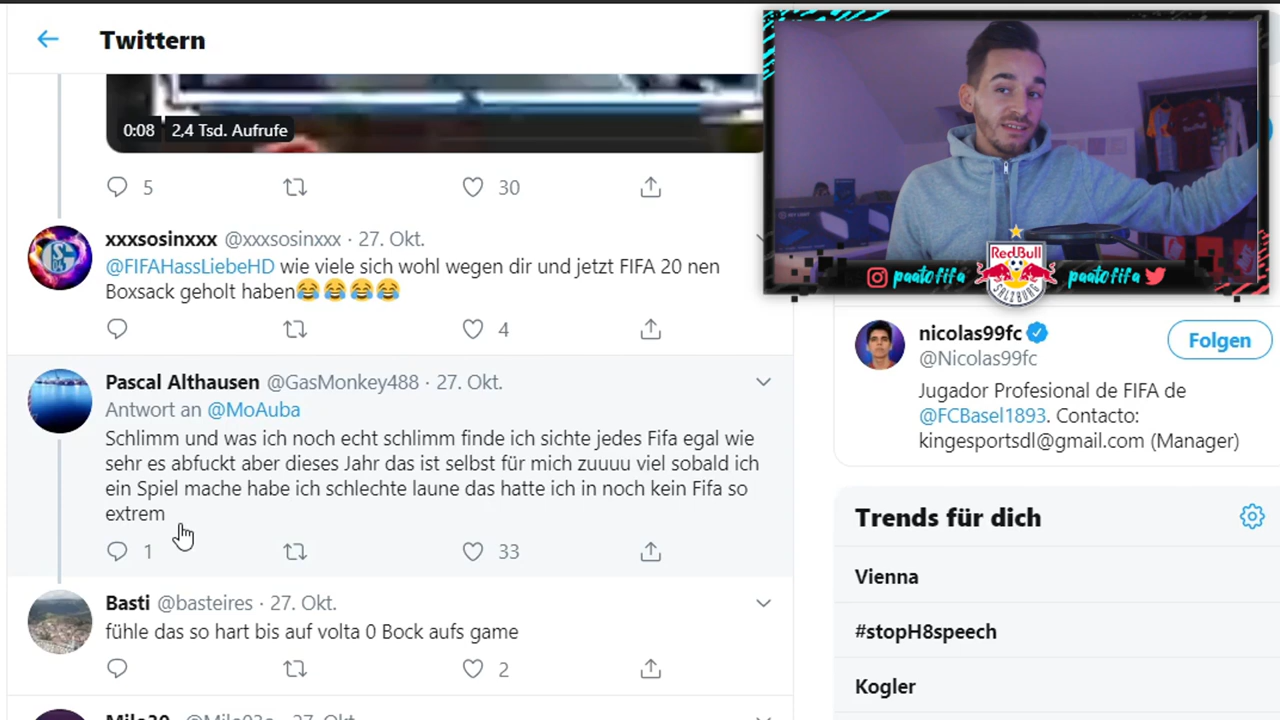 Twittern
0:08 2,4 Tsd. Aufrufe
5 30
xxxsosinxxx @xxxsosinxxx · 27. Okt.
@FIFAHassLiebeHD wie viele sich wohl wegen dir und jetzt FIFA 20 nen
Boxsack geholt haben😂😂😂😂
4
Pascal Althausen @GasMonkey488 · 27. Okt.
Antwort an @MoAuba
Schlimm und was ich noch echt schlimm finde ich sichte jedes Fifa egal wie
sehr es abfuckt aber dieses Jahr das ist selbst für mich zuuuu viel sobald ich
ein Spiel mache habe ich schlechte laune das hatte ich in noch kein Fifa so
extrem
1 33
Basti @basteires · 27. Okt.
fühle das so hart bis auf volta 0 Bock aufs game
2
27. Okt.
paatofifa
RedBull
SALZBURG
paatofifa
nicolas99fc
@Nicolas99fc
Folgen
Jugador Profesional de FIFA de
@FCBasel1893. Contacto:
kingesportsdl@gmail.com (Manager)
Trends für dich
Vienna
#stopH8speech
Kogler